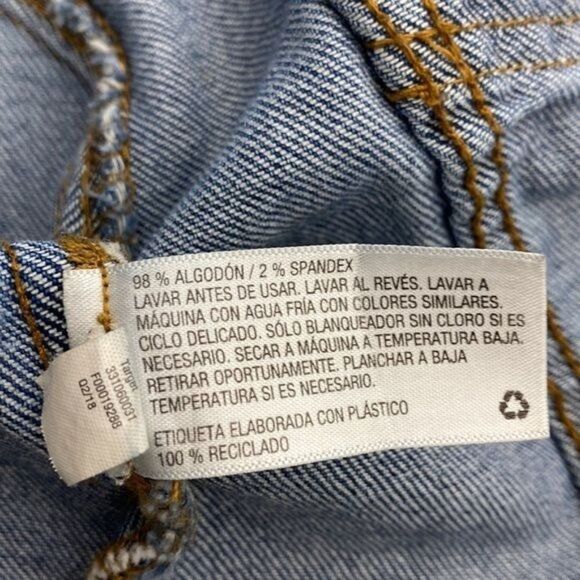 98 % ALGODÓN / 2 % SPANDEX
LAVAR ANTES DE USAR. LAVAR AL REVÉS. LAVAR A
MÁQUINA CON AGUA FRÍA CON COLORES SIMILARES.
CICLO DELICADO. SÓLO BLANQUEADOR SIN CLORO SI ES
NECESARIO. SECAR A MÁQUINA A TEMPERATURA BAJA.
RETIRAR OPORTUNAMENTE. PLANCHAR A BAJA
TEMPERATURA SI ES NECESARIO.
ETIQUETA ELABORADA CON PLÁSTICO
100 % RECICLADO
Target
331060031
F00019288
02/18